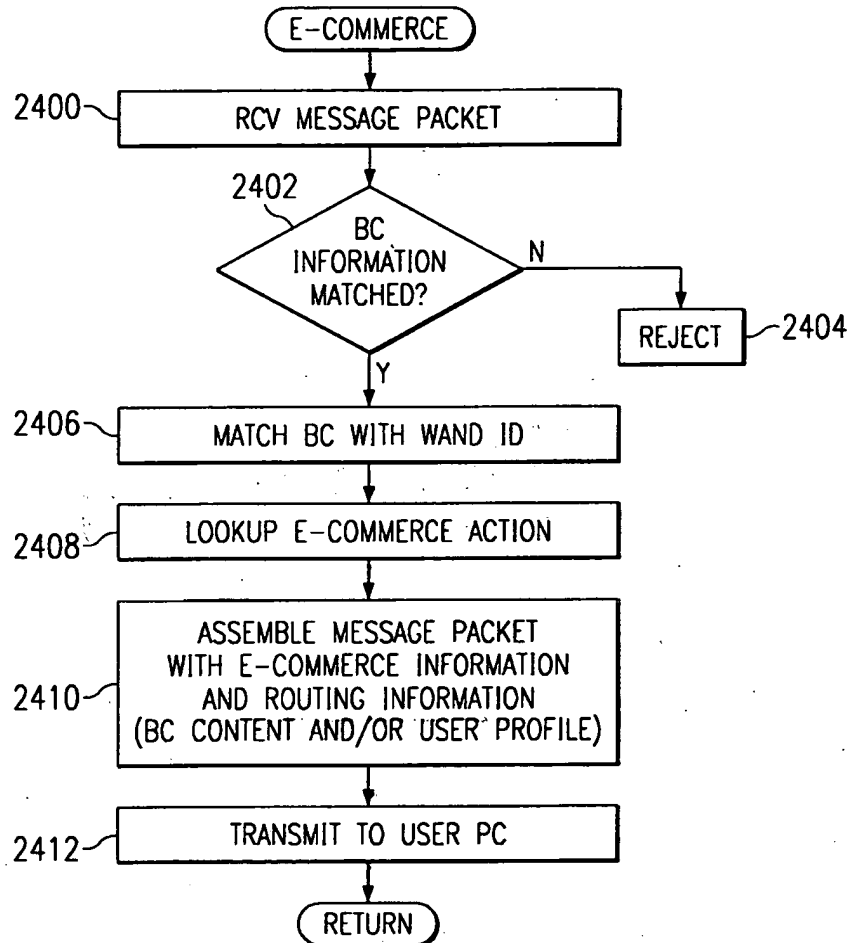 E-COMMERCE
2400
RCV MESSAGE PACKET
2402
BC
INFORMATION
MATCHED?
N
REJECT
2404
Y
2406
MATCH BC WITH WAND ID
2408
LOOKUP E-COMMERCE ACTION
2410
ASSEMBLE MESSAGE PACKET
WITH E-COMMERCE INFORMATION
AND ROUTING INFORMATION
(BC CONTENT AND/OR USER PROFILE)
2412
TRANSMIT TO USER PC
RETURN